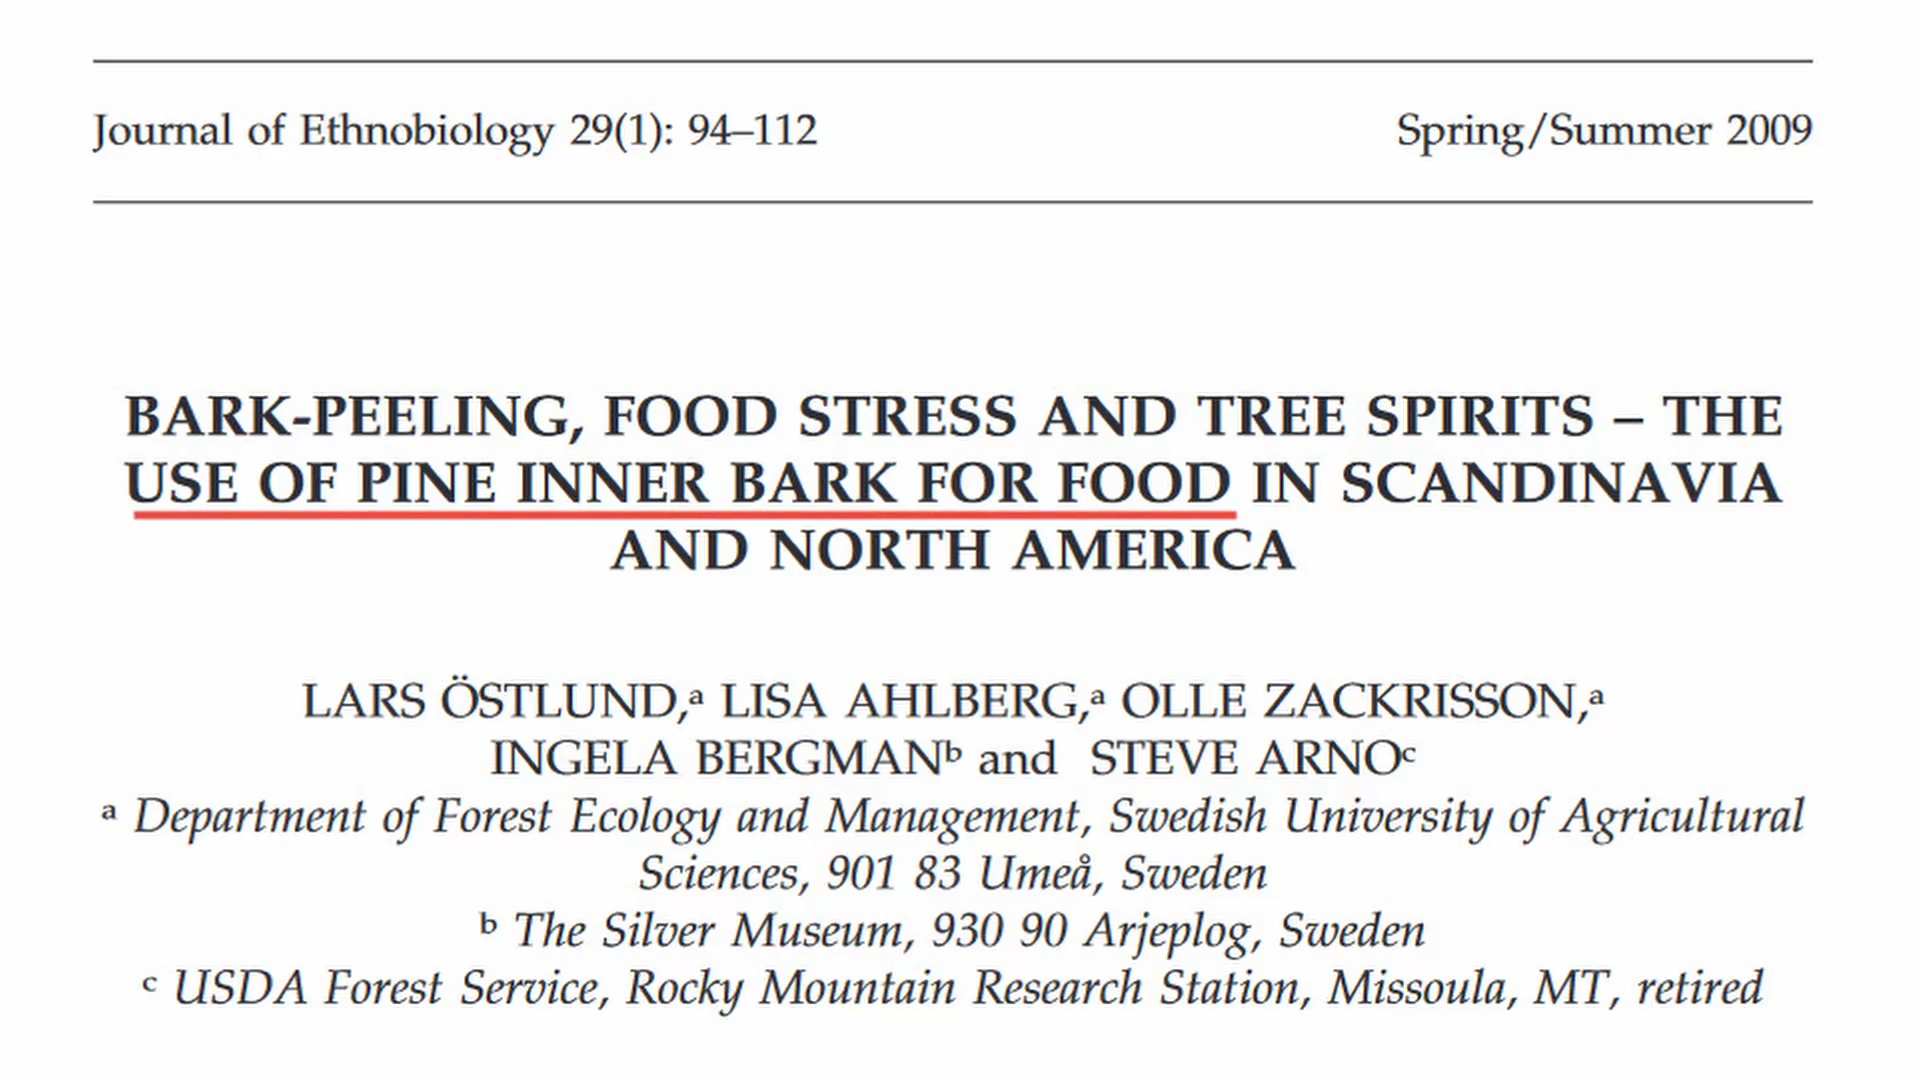 Journal of Ethnobiology 29(1): 94–112 Spring/Summer 2009
BARK-PEELING, FOOD STRESS AND TREE SPIRITS – THE
USE OF PINE INNER BARK FOR FOOD IN SCANDINAVIA
AND NORTH AMERICA
LARS ÖSTLUND,ᵃ LISA AHLBERG,ᵃ OLLE ZACKRISSON,ᵃ
INGELA BERGMANᵇ and STEVE ARNOᶜ
ᵃ Department of Forest Ecology and Management, Swedish University of Agricultural
Sciences, 901 83 Umeå, Sweden
ᵇ The Silver Museum, 930 90 Arjeplog, Sweden
ᶜ USDA Forest Service, Rocky Mountain Research Station, Missoula, MT, retired